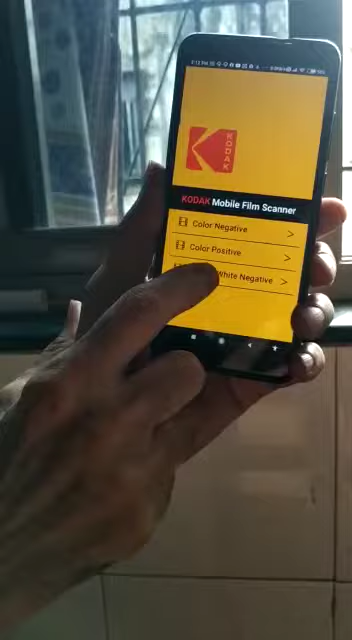 KODAK
KODAK Mobile Film Scanner
Color Negative
Color Positive
White Negative